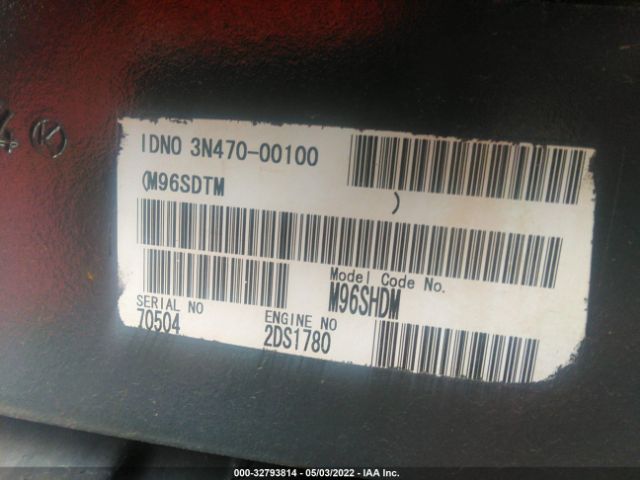 4 K
IDNO 3N470-00100
(M96SDTM )
Model Code No.
M96SHDM
SERIAL NO
70504
ENGINE NO
2DS1780
000-32793814 | 05/03/2022 - IAA Inc.